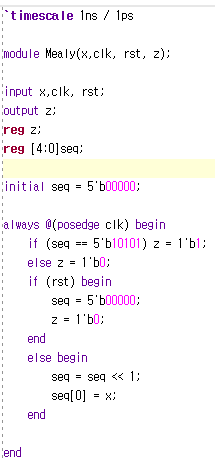 `timescale 1ns / 1ps
module Mealy(x,clk, rst, z);
input x,clk, rst;
output z;
reg z;
reg [4:0]seq;
initial seq = 5'b00000;
always @(posedge clk) begin
if (seq == 5'b10101) z = 1'b1;
else z = 1'b0;
if (rst) begin
seq = 5'b00000;
z = 1'b0;
end
else begin
seq = seq << 1;
seq[0] = x;
end
end